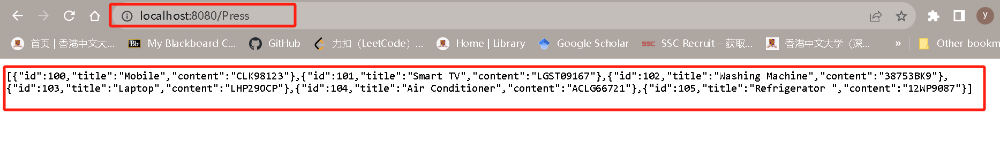 localhost:8080/Press
y
首页 | 香港中文大... Bb My Blackboard C... GitHub 力扣（LeetCode）... Home | Library Google Scholar SSC SSC Recruit – 获取... 香港中文大学（深... » Other bookm
[{"id":100,"title":"Mobile","content":"CLK98123"},{"id":101,"title":"Smart TV","content":"LGST09167"},{"id":102,"title":"Washing Machine","content":"38753BK9"},
{"id":103,"title":"Laptop","content":"LHP29OCP"},{"id":104,"title":"Air Conditioner","content":"ACLG66721"},{"id":105,"title":"Refrigerator ","content":"12WP9087"}]